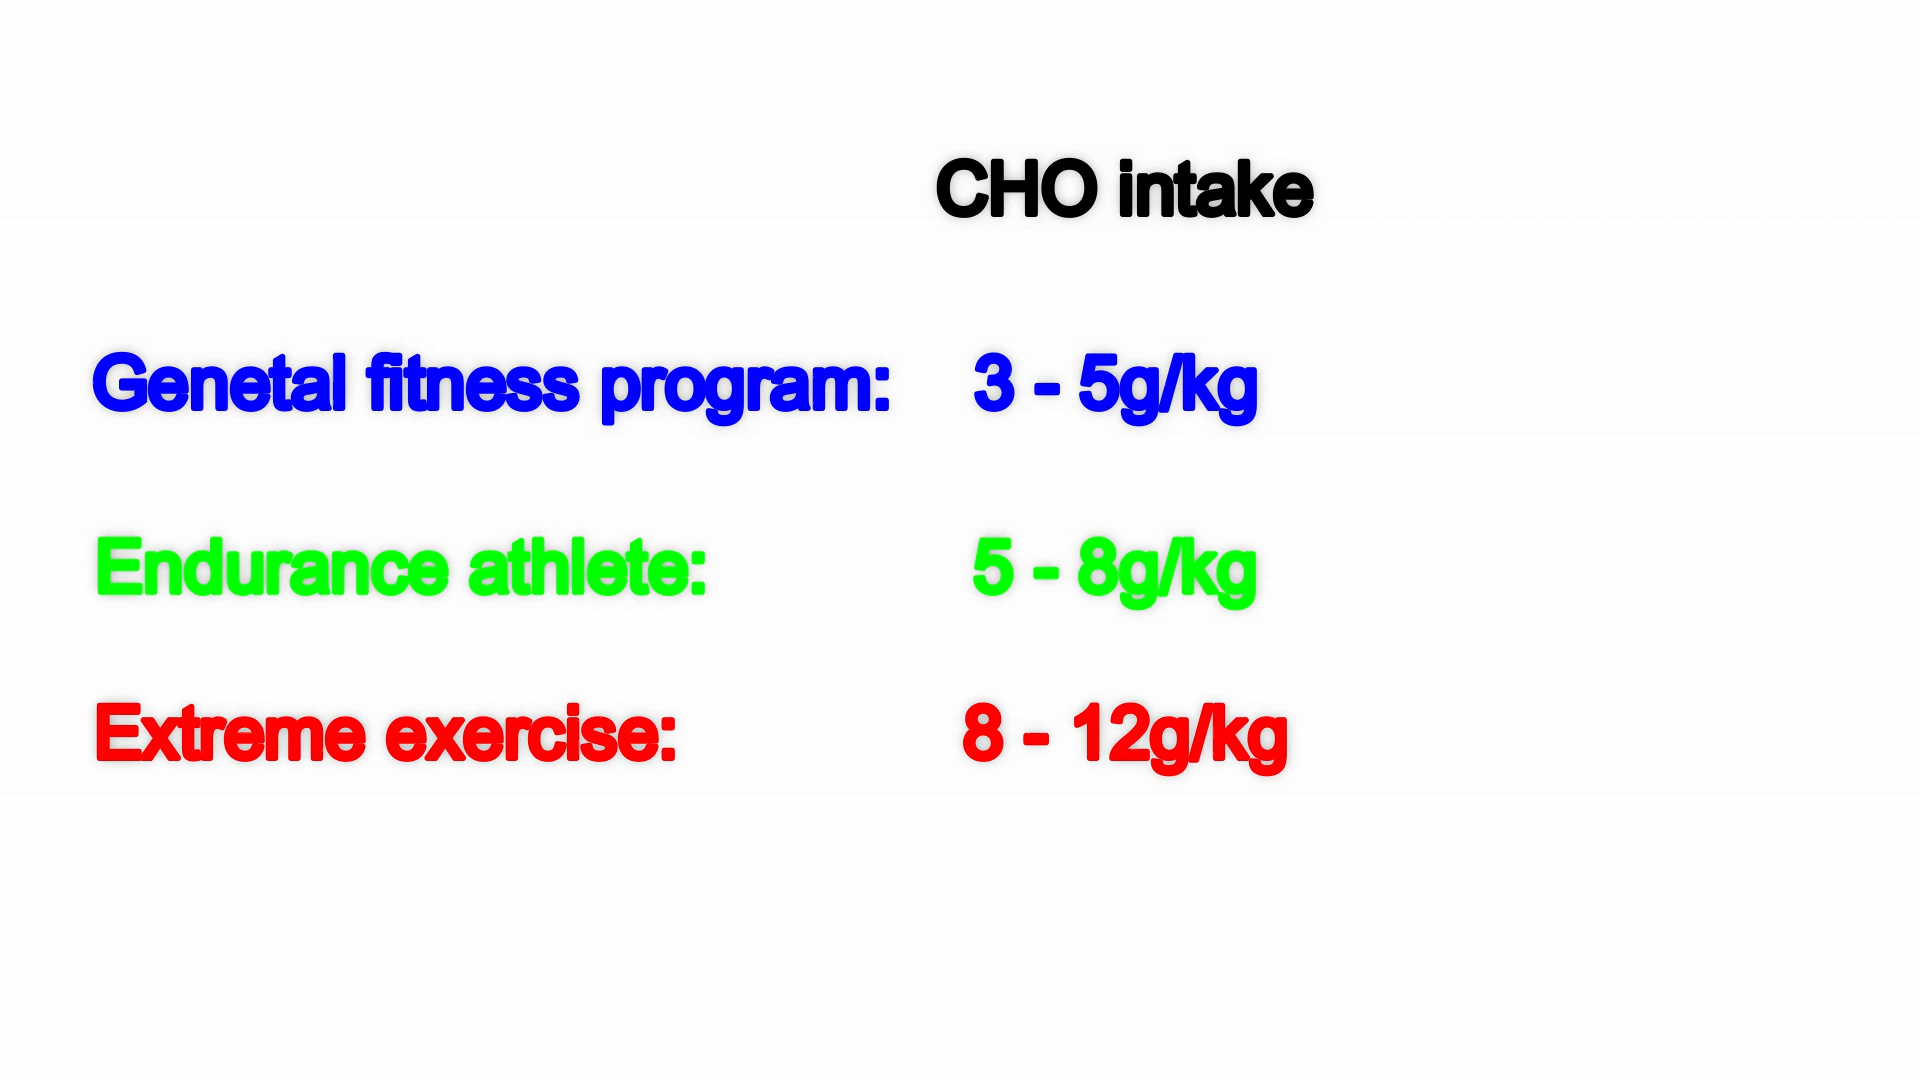 CHO intake
Genetal fitness program: 3 - 5g/kg
Endurance athlete: 5 - 8g/kg
Extreme exercise: 8 - 12g/kg